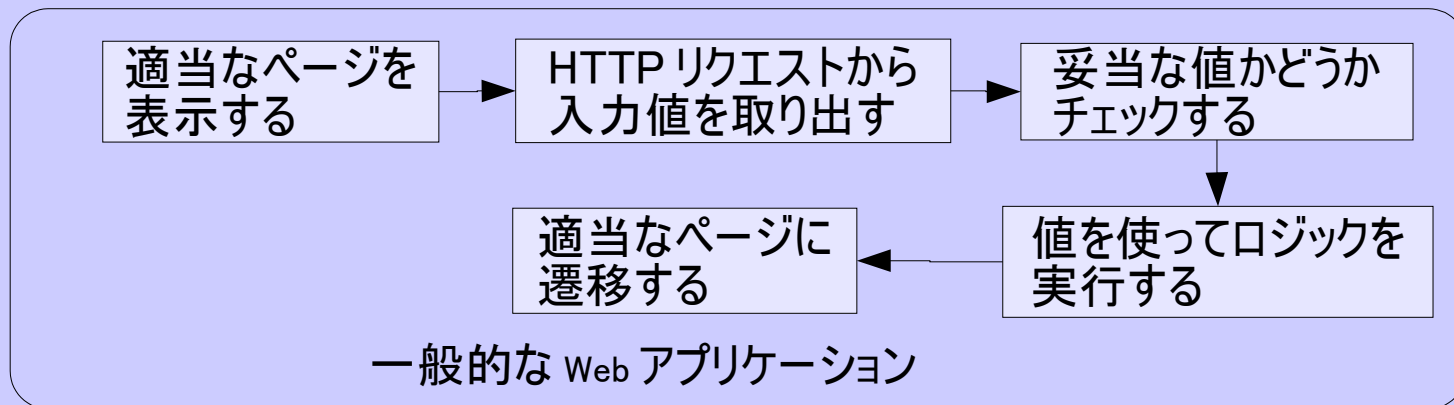 適当なページを
表示する
HTTP リクエストから
入力値を取り出す
妥当な値かどうか
チェックする
値を使ってロジックを
実行する
適当なページに
遷移する
一般的な Web アプリケーション